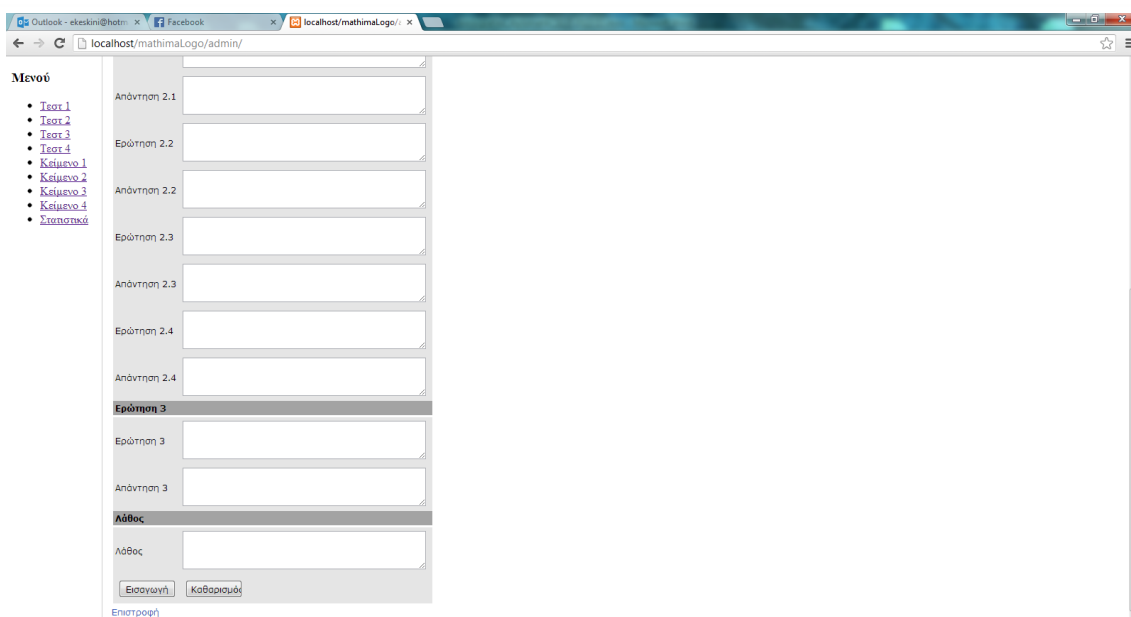 Outlook - ekeskini@hotm
Facebook
localhost/mathimaLogo/a
localhost/mathimaLogo/admin/
Μενού
Τεστ 1
Τεστ 2
Τεστ 3
Τεστ 4
Κείμενο 1
Κείμενο 2
Κείμενο 3
Κείμενο 4
Στατιστικά
Απάντηση 2.1
Ερώτηση 2.2
Απάντηση 2.2
Ερώτηση 2.3
Απάντηση 2.3
Ερώτηση 2.4
Απάντηση 2.4
Ερώτηση 3
Ερώτηση 3
Απάντηση 3
Λάθος
Λάθος
Εισαγωγή Καθαρισμός
Επιστροφή